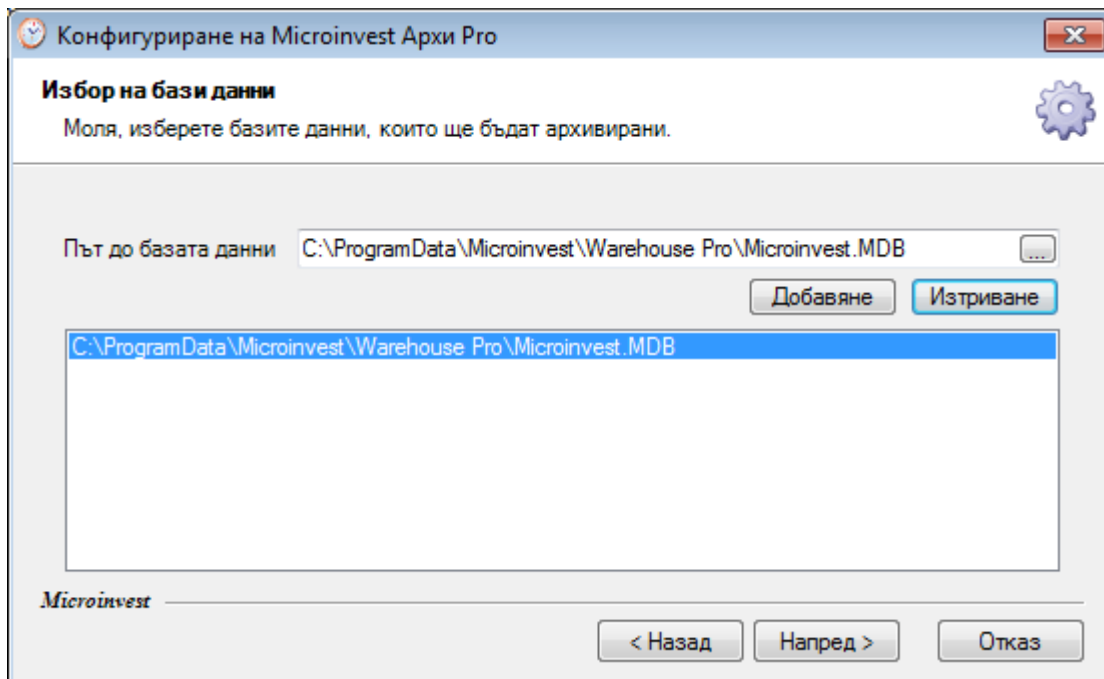 Конфигуриране на Microinvest Архи Pro
Избор на бази данни
Моля, изберете базите данни, които ще бъдат архивирани.
Път до базата данни C:\ProgramData\Microinvest\Warehouse Pro\Microinvest.MDB ...
Добавяне Изтриване
C:\ProgramData\Microinvest\Warehouse Pro\Microinvest.MDB
Microinvest
< Назад Напред > Отказ